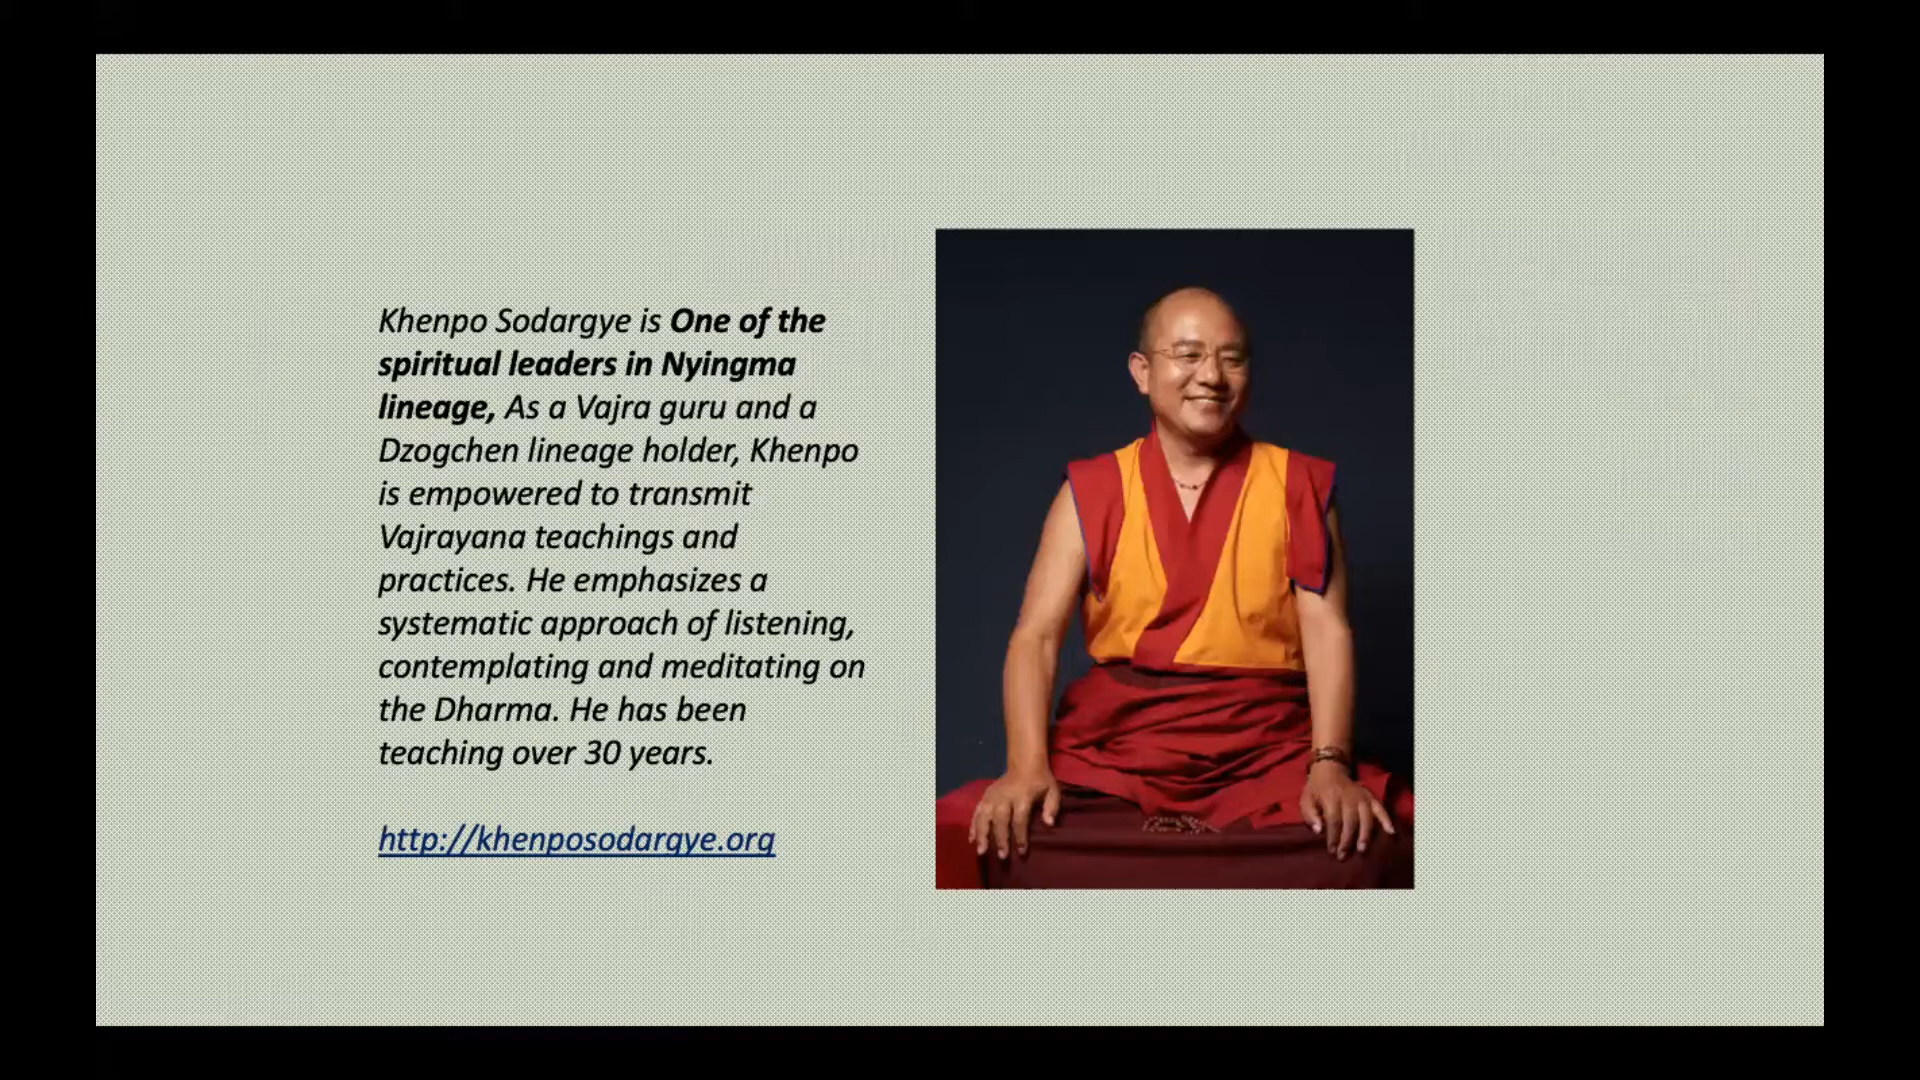 Khenpo Sodargye is One of the
spiritual leaders in Nyingma
lineage, As a Vajra guru and a
Dzogchen lineage holder, Khenpo
is empowered to transmit
Vajrayana teachings and
practices. He emphasizes a
systematic approach of listening,
contemplating and meditating on
the Dharma. He has been
teaching over 30 years.
http://khenposodargye.org